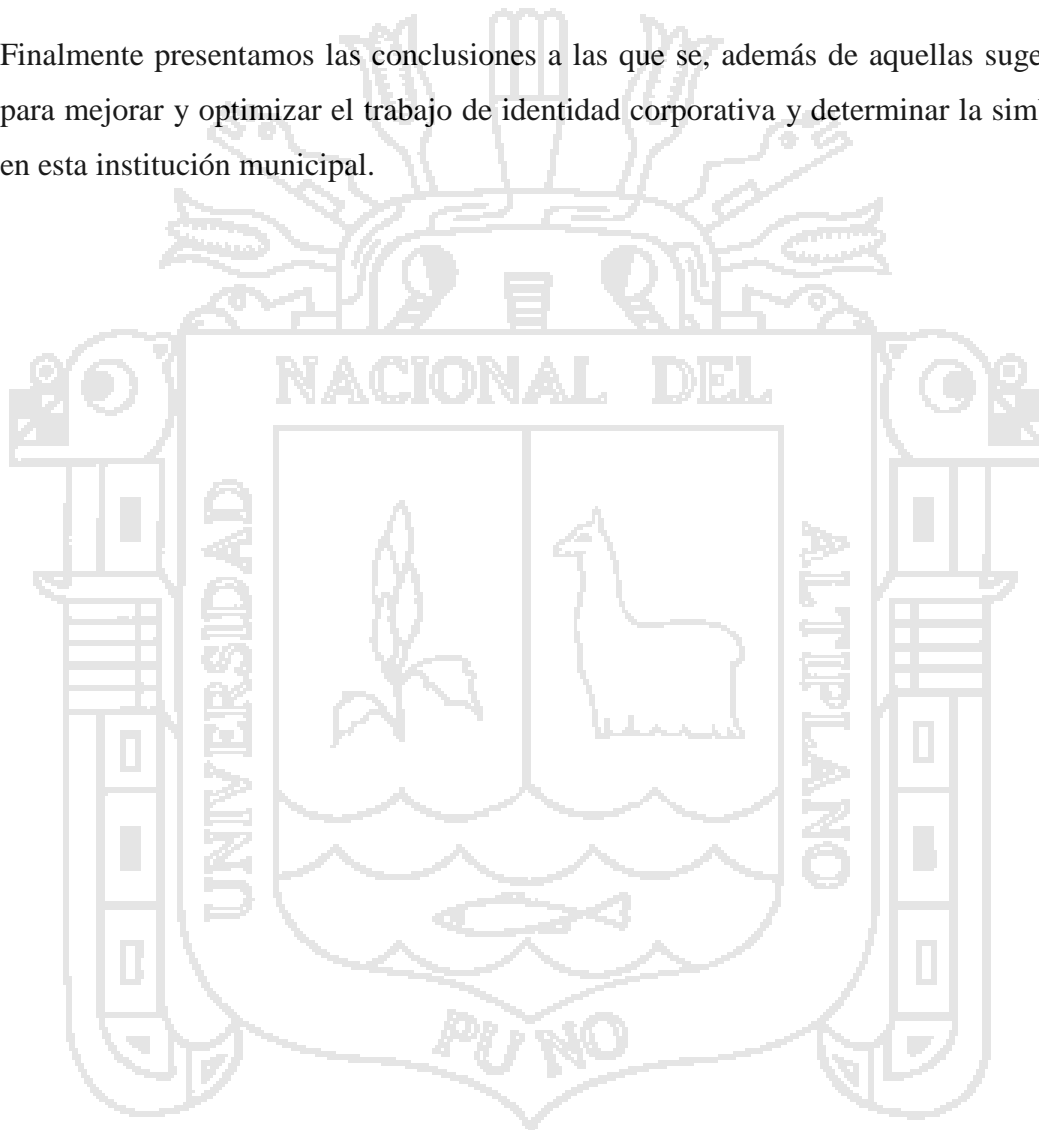 Finalmente presentamos las conclusiones a las que se, además de aquellas suge
para mejorar y optimizar el trabajo de identidad corporativa y determinar la sim
en esta institución municipal.
NACIONAL DEL
UNIVERSIDAD
ALTIPLANO
PUNO